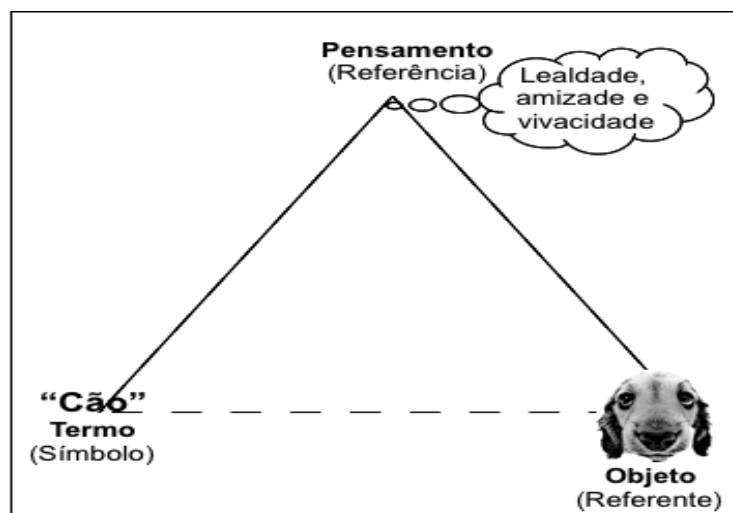 Pensamento
(Referência)
Lealdade,
amizade e
vivacidade
“Cão”
Termo
(Símbolo)
Objeto
(Referente)